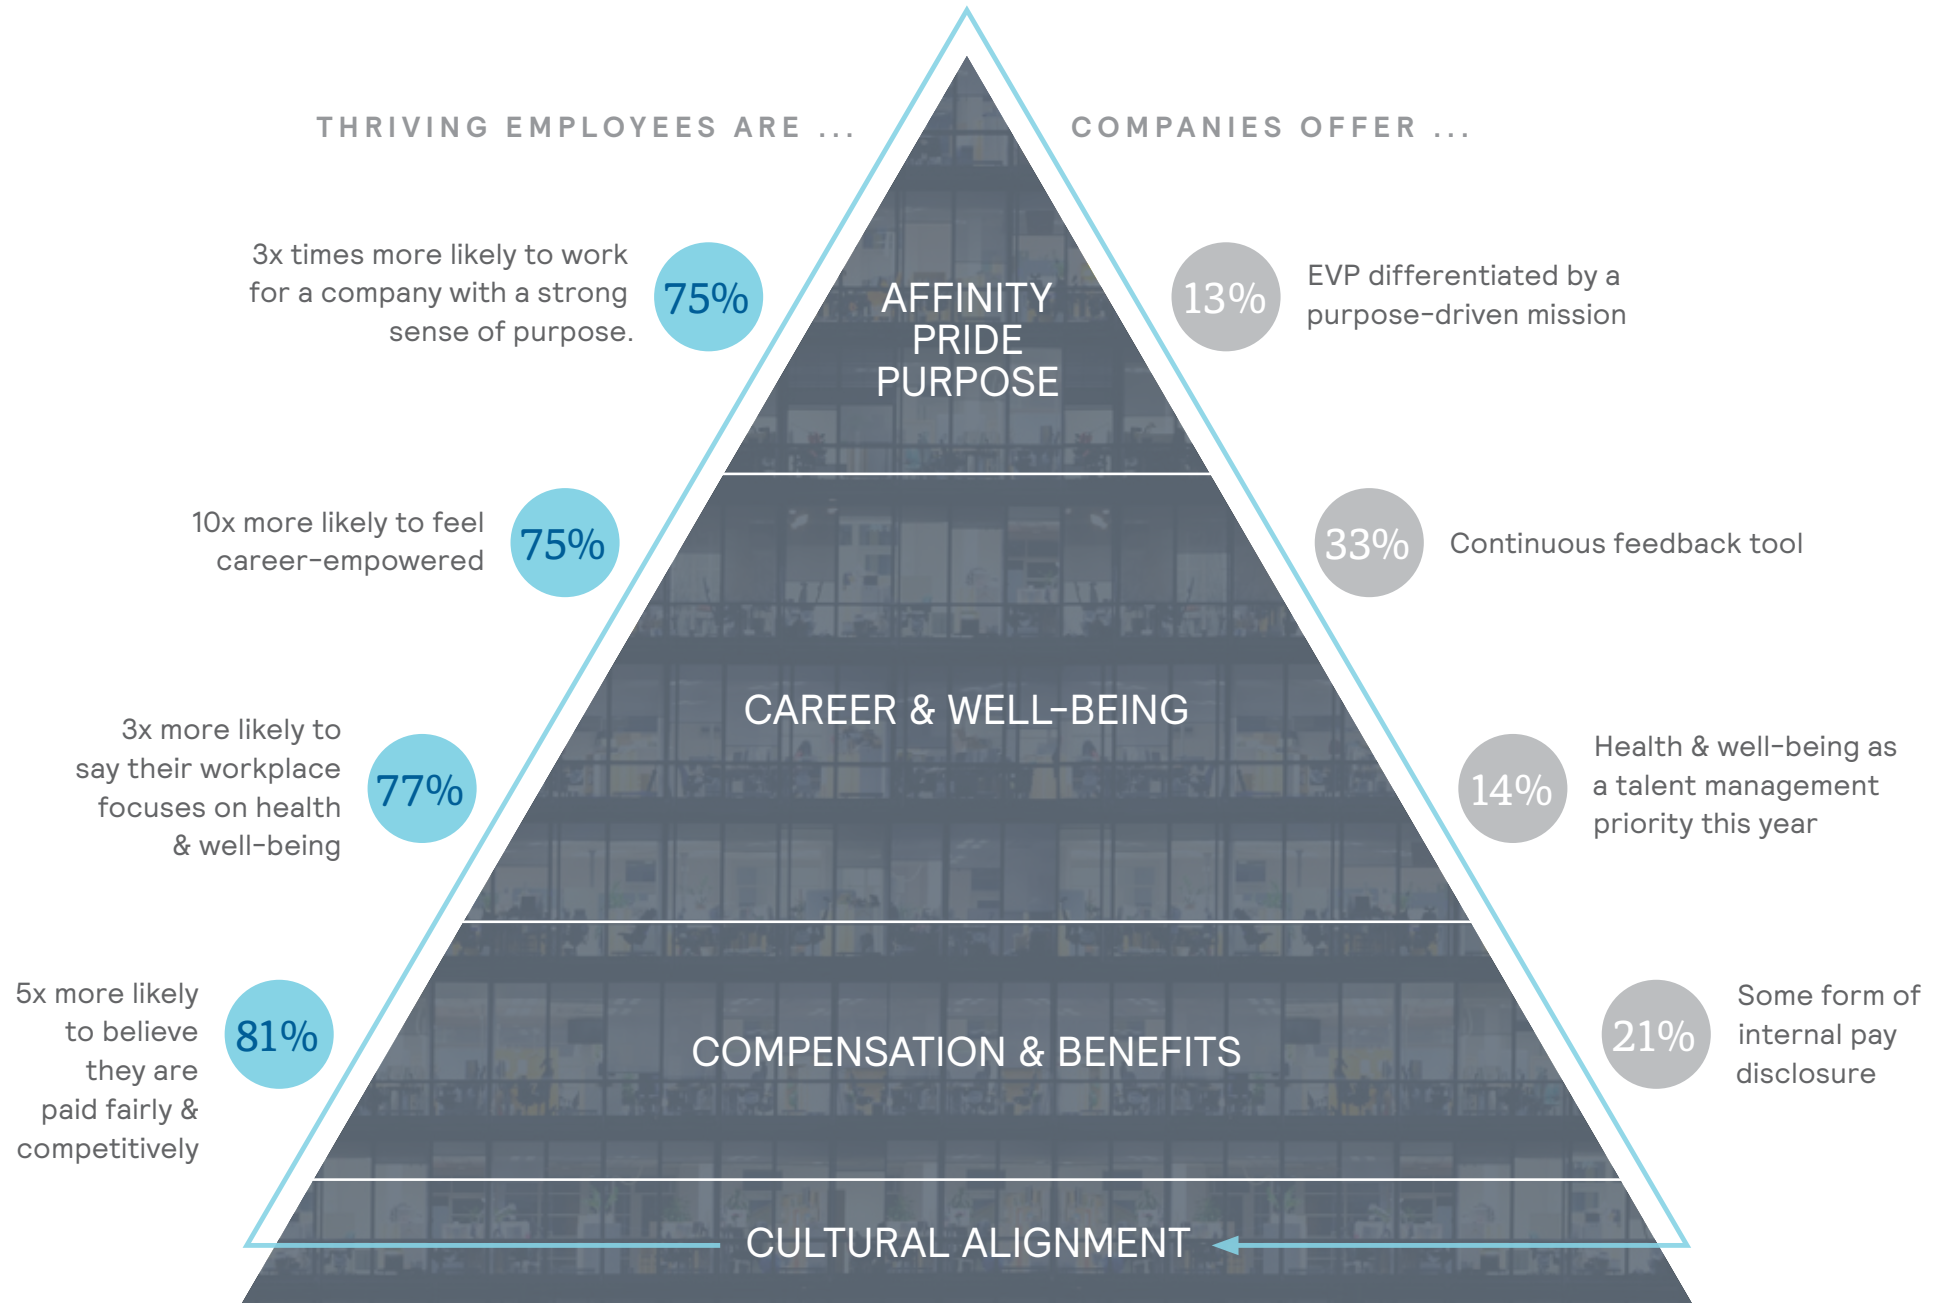 THRIVING EMPLOYEES ARE ...
COMPANIES OFFER ...
3x times more likely to work
for a company with a strong
sense of purpose.
75%
AFFINITY
PRIDE
PURPOSE
13%
EVP differentiated by a
purpose-driven mission
10x more likely to feel
career-empowered
75%
33%
Continuous feedback tool
3x more likely to
say their workplace
focuses on health
& well-being
77%
CAREER & WELL-BEING
14%
Health & well-being as
a talent management
priority this year
5x more likely
to believe
they are
paid fairly &
competitively
81%
COMPENSATION & BENEFITS
21%
Some form of
internal pay
disclosure
CULTURAL ALIGNMENT